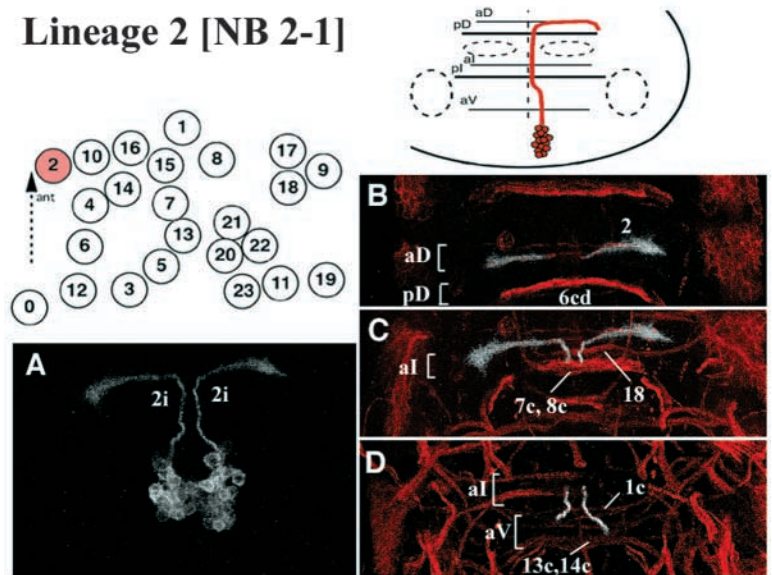 Lineage 2 [NB 2-1]
aD
pD
aI
pI
aV
1
2
10
16
15
8
17
9
18
14
4
7
21
13
6
22
20
5
12
3
23
11
19
0
ant
A
2i 2i
B
2
aD
pD
6cd
C
aI
7c, 8c
18
D
aI
1c
aV
13c,14c